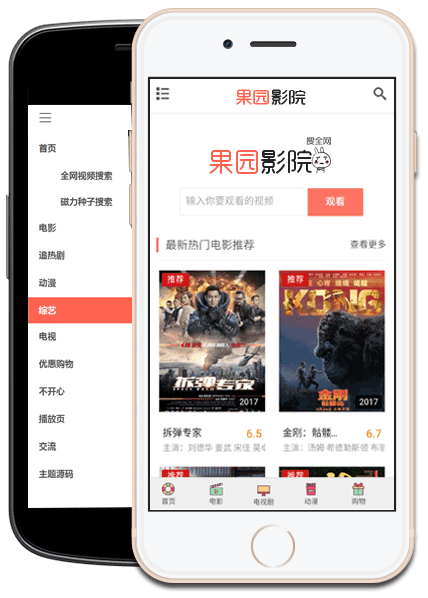 首页
全网视频搜索
磁力种子搜索
电影
追热剧
动漫
综艺
电视
优惠购物
不开心
播放页
交流
主题源码
果园影院
搜全网
果园影院
输入你要观看的视频
观看
最新热门电影推荐
查看更多
推荐
拆弹专家
2017
推荐
KONG
金刚
2017
拆弹专家
6.5
金刚：骷髅...
6.7
主演：刘德华 姜武 宋佳 吴卓
主演：汤姆·希德勒斯顿 布里
推荐
推荐
首页
电影
电视剧
动漫
购物